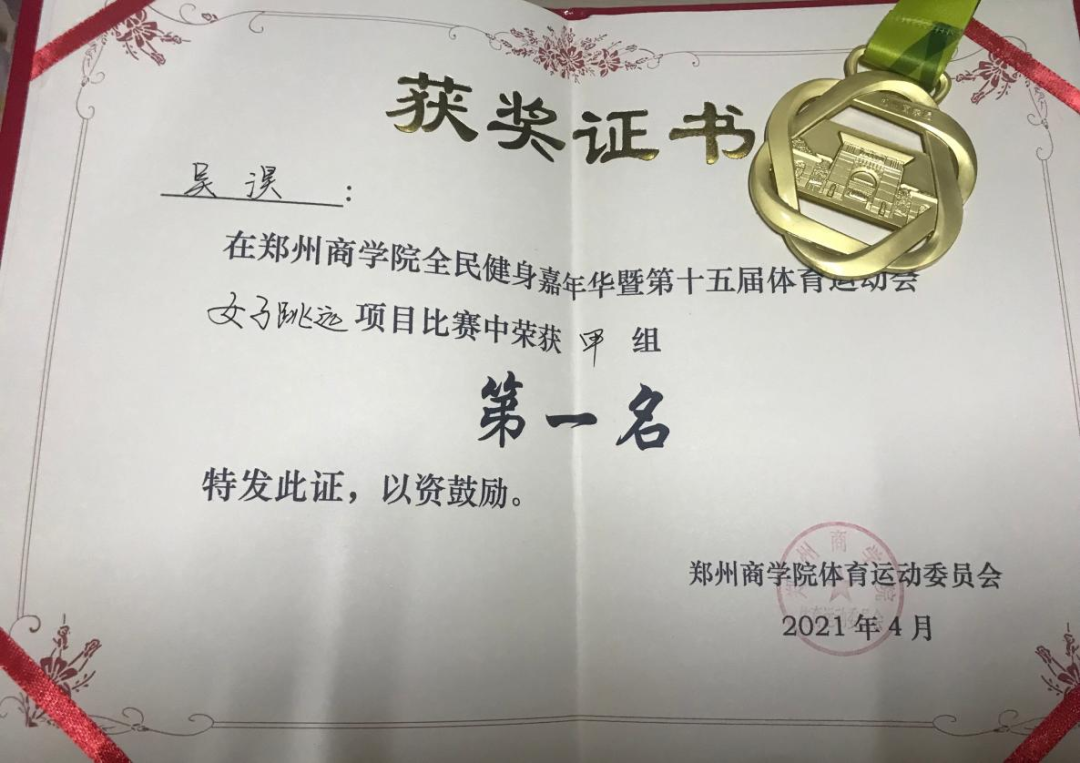 获奖证书
吴误：
在郑州商学院全民健身嘉年华暨第十五届体育运动会
女子跳远项目比赛中荣获 甲 组
第一名
特发此证，以资鼓励。
郑州商学院体育运动委员会
2021年4月